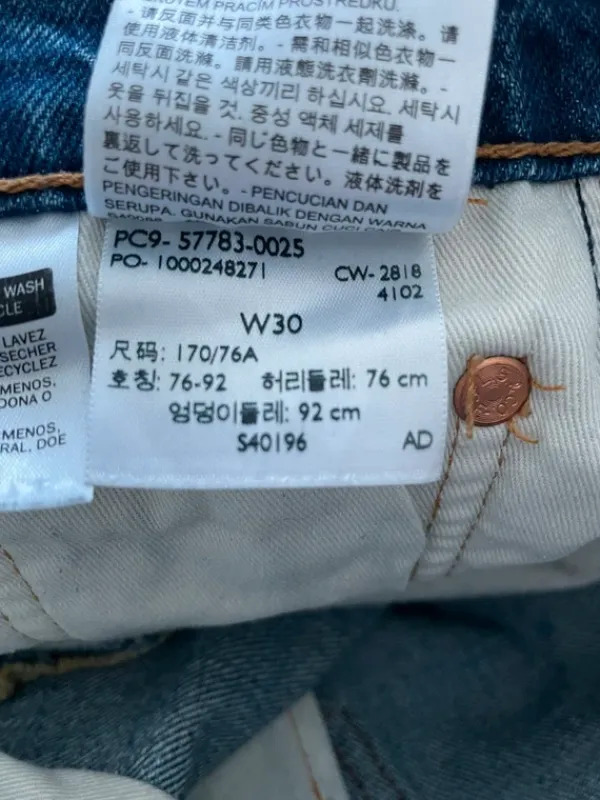 PRACÍM PROSTŘEDKU.
- 请反面并与同类色衣物一起洗涤。请
使用液体清洁剂。- 需和相似色衣物一
同反面洗滌。請用液態洗衣劑洗滌。-
세탁시 같은 색상끼리 하십시오. 세탁시
옷을 뒤집을 것. 중성 액체 세제를
사용하세요. - 同じ色物と一緒に製品を
裏返して洗ってください。液体洗剤を
ご使用下さい。- PENCUCIAN DAN
PENGERINGAN DIBALIK DENGAN WARNA
SERUPA. GUNAKAN SABUN CUCI
PC9- 57783-0025
PO- 1000248271
CW- 2818
4102
W30
尺码: 170/76A
호칭: 76-92 허리둘레: 76 cm
엉덩이둘레: 92 cm
S40196 AD
WASH
CLE
LAVEZ
SECHER
ECYCLEZ
MENOS.
DONA O
MENOS.
RAL. DOE